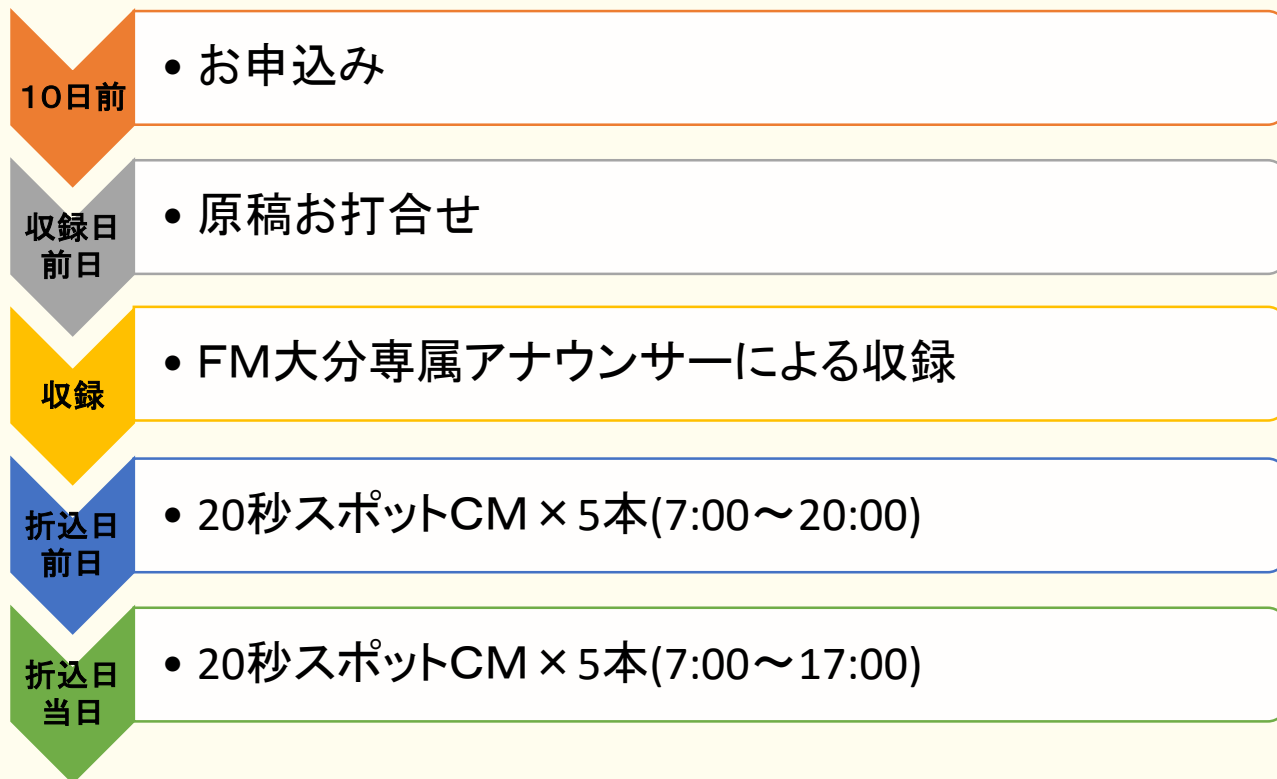 10日前
• お申込み
収録日
前日
• 原稿お打合せ
収録
• ＦＭ大分専属アナウンサーによる収録
折込日
前日
• 20秒スポットＣＭ×5本(7:00～20:00)
折込日
当日
• 20秒スポットＣＭ×5本(7:00～17:00)